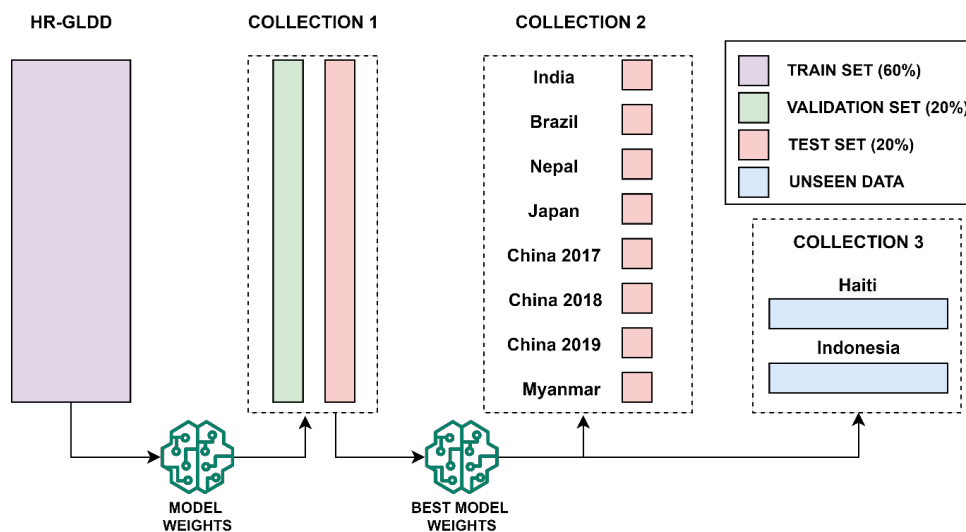 HR-GLDD
COLLECTION 1
COLLECTION 2
India
Brazil
Nepal
Japan
China 2017
China 2018
China 2019
Myanmar
TRAIN SET (60%)
VALIDATION SET (20%)
TEST SET (20%)
UNSEEN DATA
COLLECTION 3
Haiti
Indonesia
MODEL
WEIGHTS
BEST MODEL
WEIGHTS